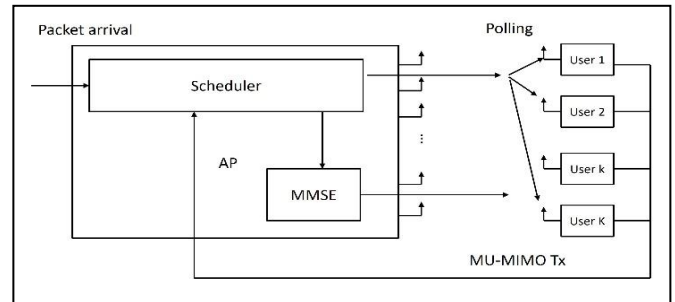 Packet arrival
Polling
Scheduler
User 1
User 2
...
AP
User k
MMSE
User K
MU-MIMO Tx